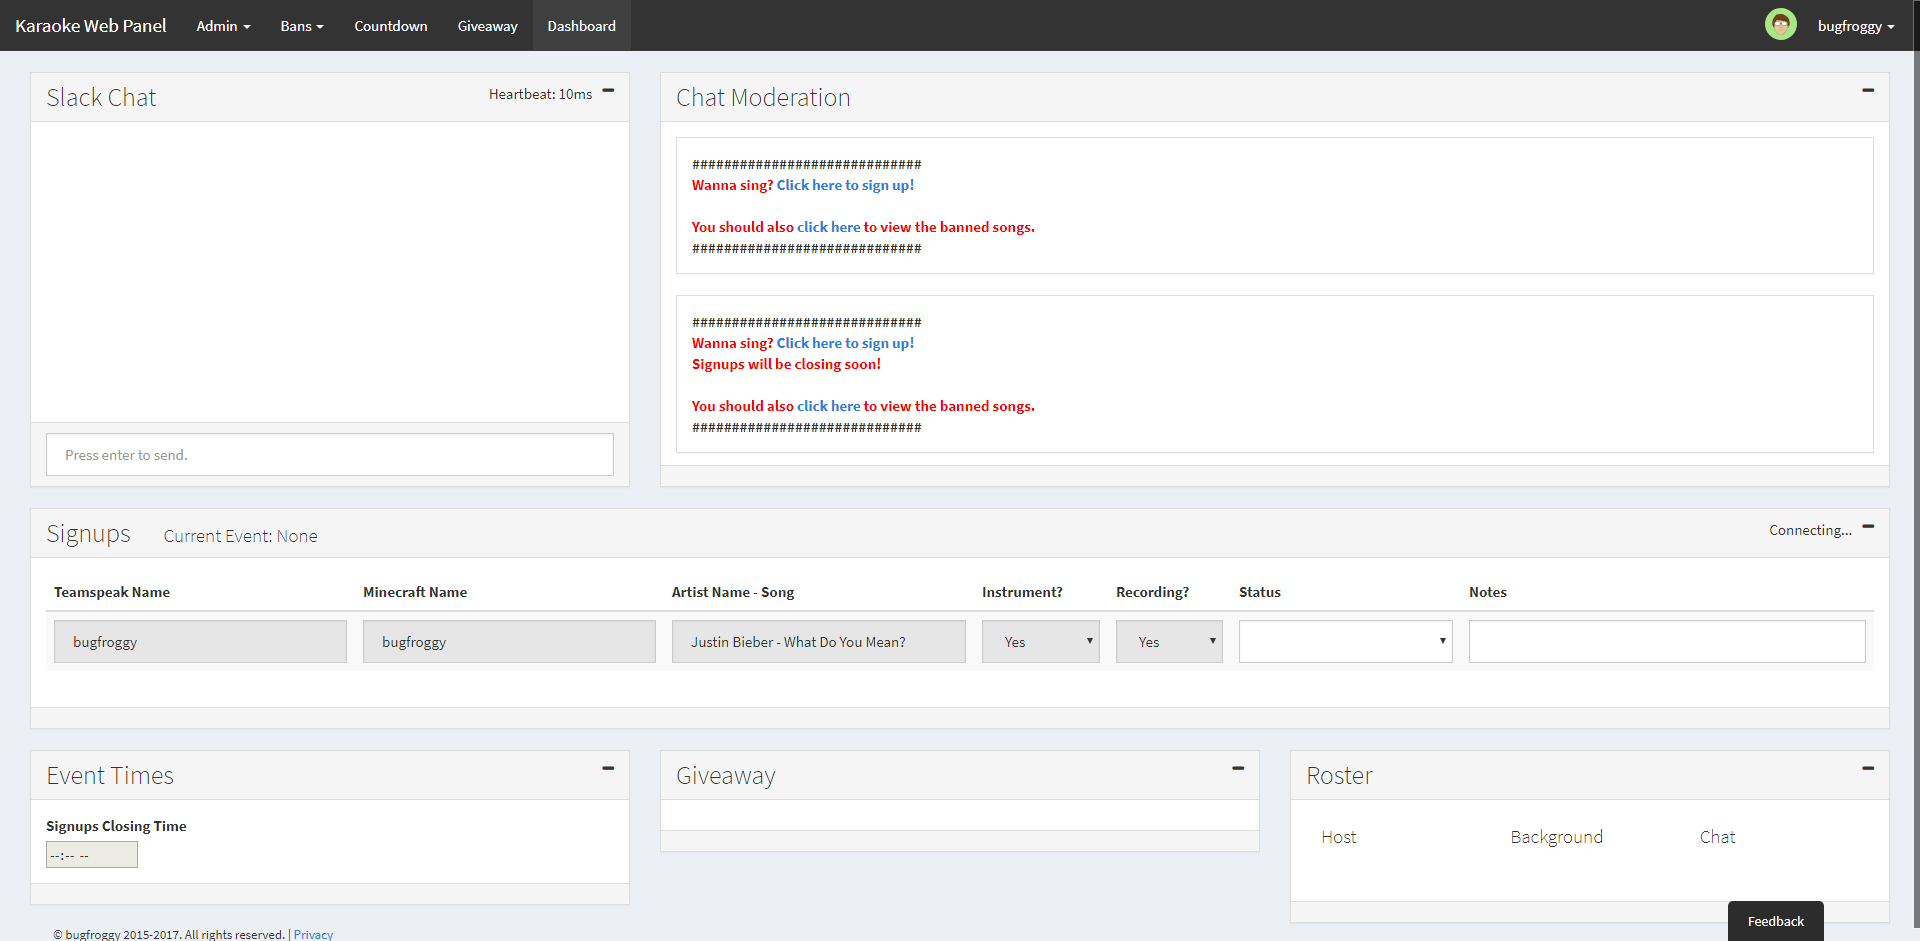 Karaoke Web Panel Admin Bans Countdown Giveaway Dashboard bugfroggy
Slack Chat Heartbeat: 10ms
Press enter to send.
Chat Moderation
#############################
Wanna sing? Click here to sign up!
You should also click here to view the banned songs.
#############################
#############################
Wanna sing? Click here to sign up!
Signups will be closing soon!
You should also click here to view the banned songs.
#############################
Signups Current Event: None Connecting...
Teamspeak Name Minecraft Name Artist Name - Song Instrument? Recording? Status Notes
bugfroggy bugfroggy Justin Bieber - What Do You Mean? Yes Yes
Event Times
Signups Closing Time
--:-- --
Giveaway
Roster
Host Background Chat
Feedback
© bugfroggy 2015-2017. All rights reserved. | Privacy